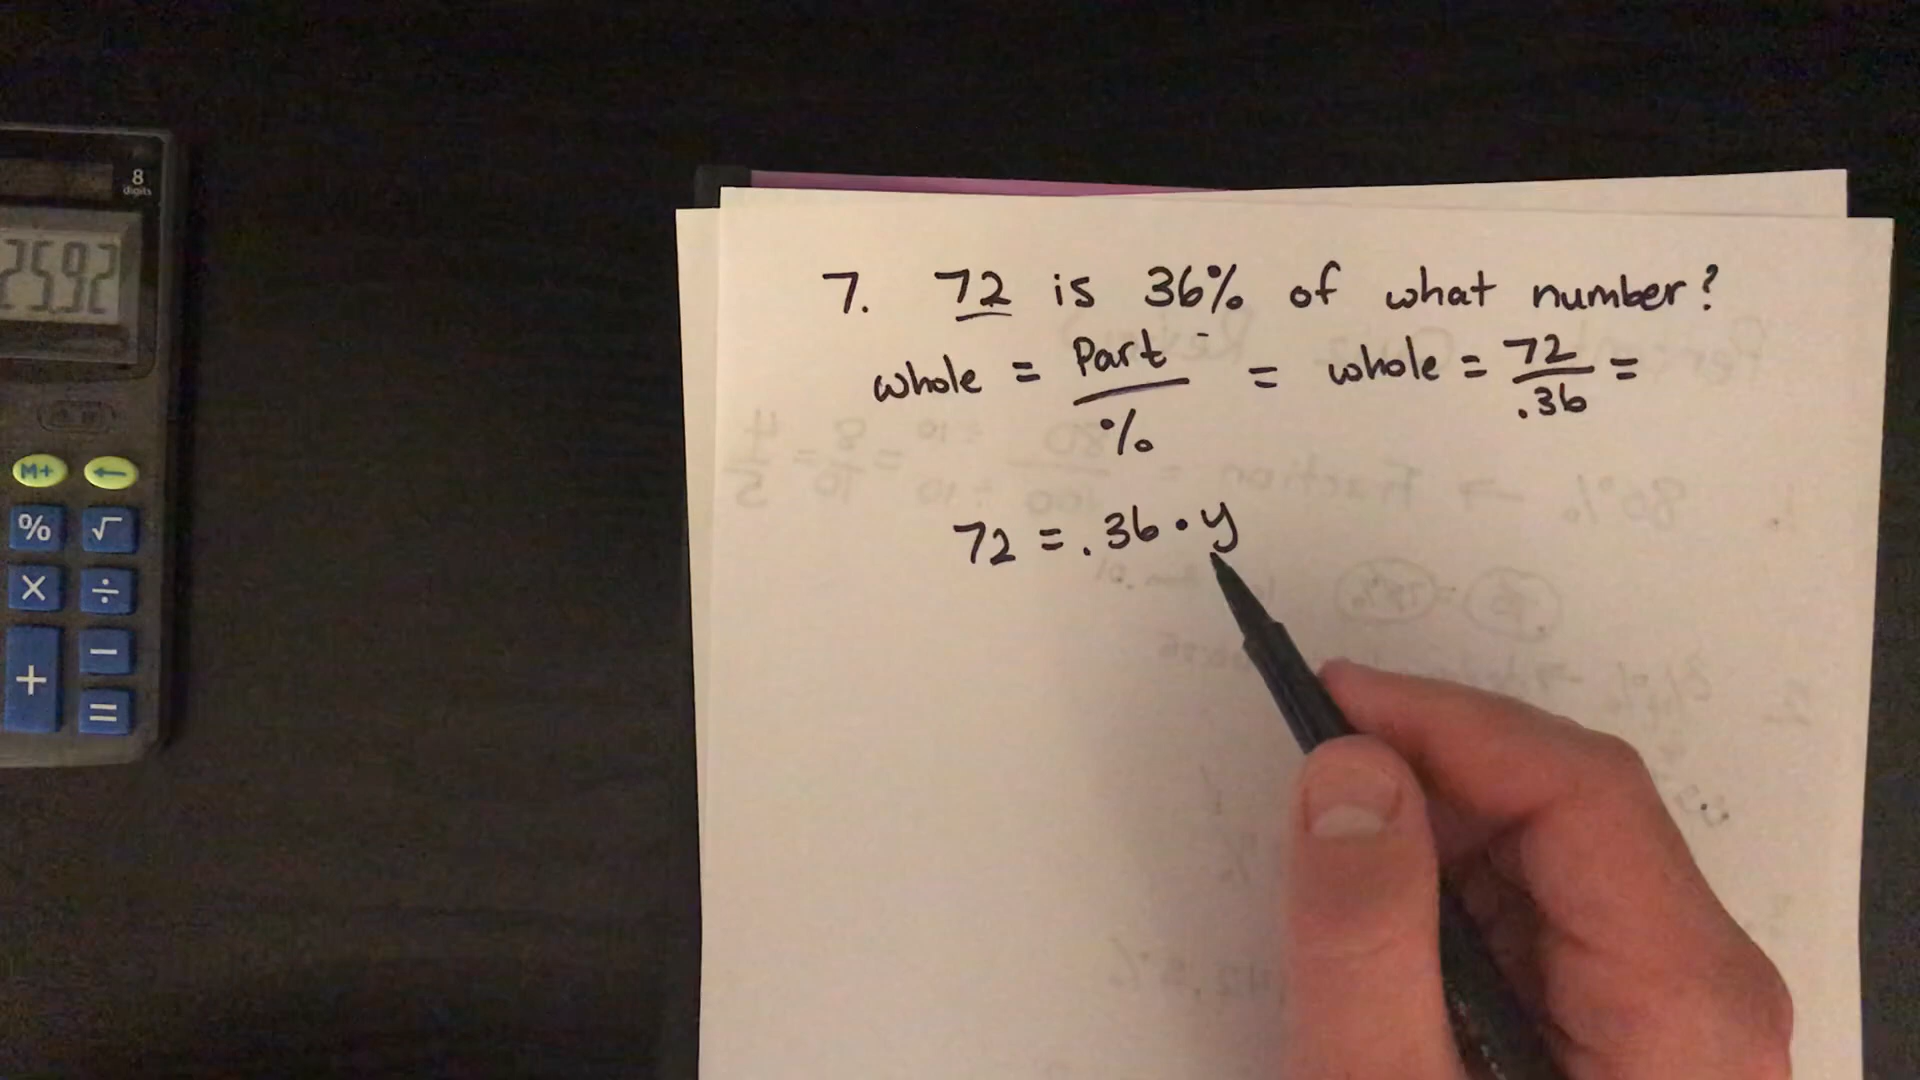 8
digits
25.92
M+ ←
% √
× ÷
+ −
=
7. 72 is 36% of what number?
whole = Part / % = whole = 72 / .36 =
72 = .36 • y